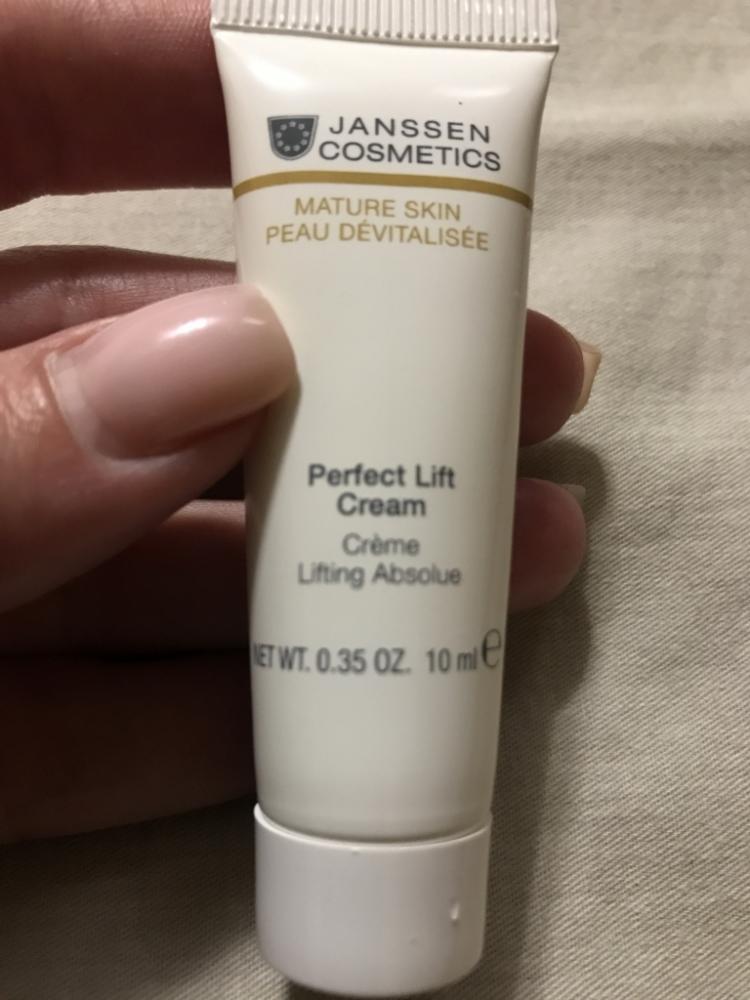 JANSSEN
COSMETICS
MATURE SKIN
PEAU DÉVITALISÉE
Perfect Lift
Cream
Crème
Lifting Absolue
NET WT. 0.35 OZ. 10 ml e